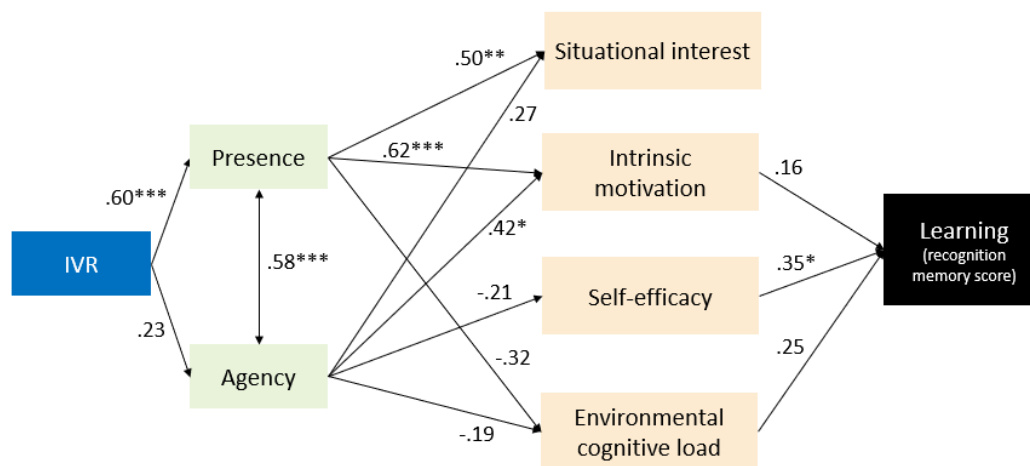 Situational interest
.50**
.27
Presence
.62***
Intrinsic
motivation
.16
.60***
.42*
Learning
(recognition
memory score)
IVR
.58***
.35*
-.21
Self-efficacy
.23
-.32
.25
Agency
-.19
Environmental
cognitive load